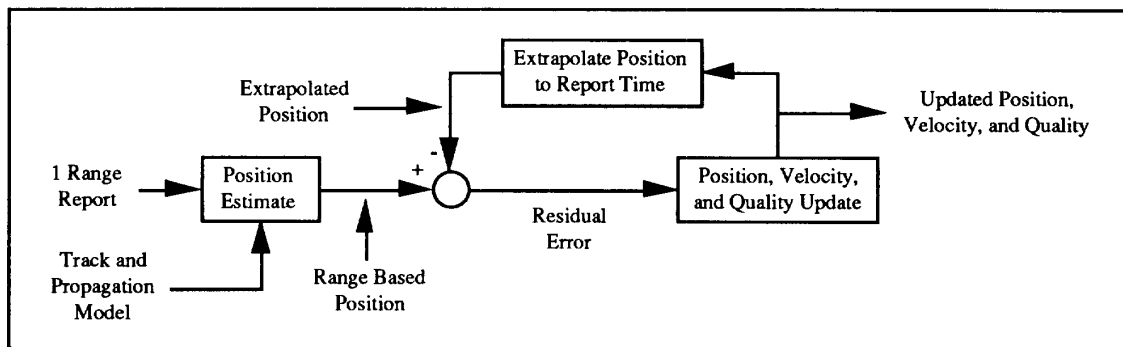 Extrapolate Position
to Report Time
Extrapolated
Position
Updated Position,
Velocity, and Quality
-
+
1 Range
Report
Position
Estimate
Position, Velocity,
and Quality Update
Residual
Error
Track and
Propagation
Model
Range Based
Position